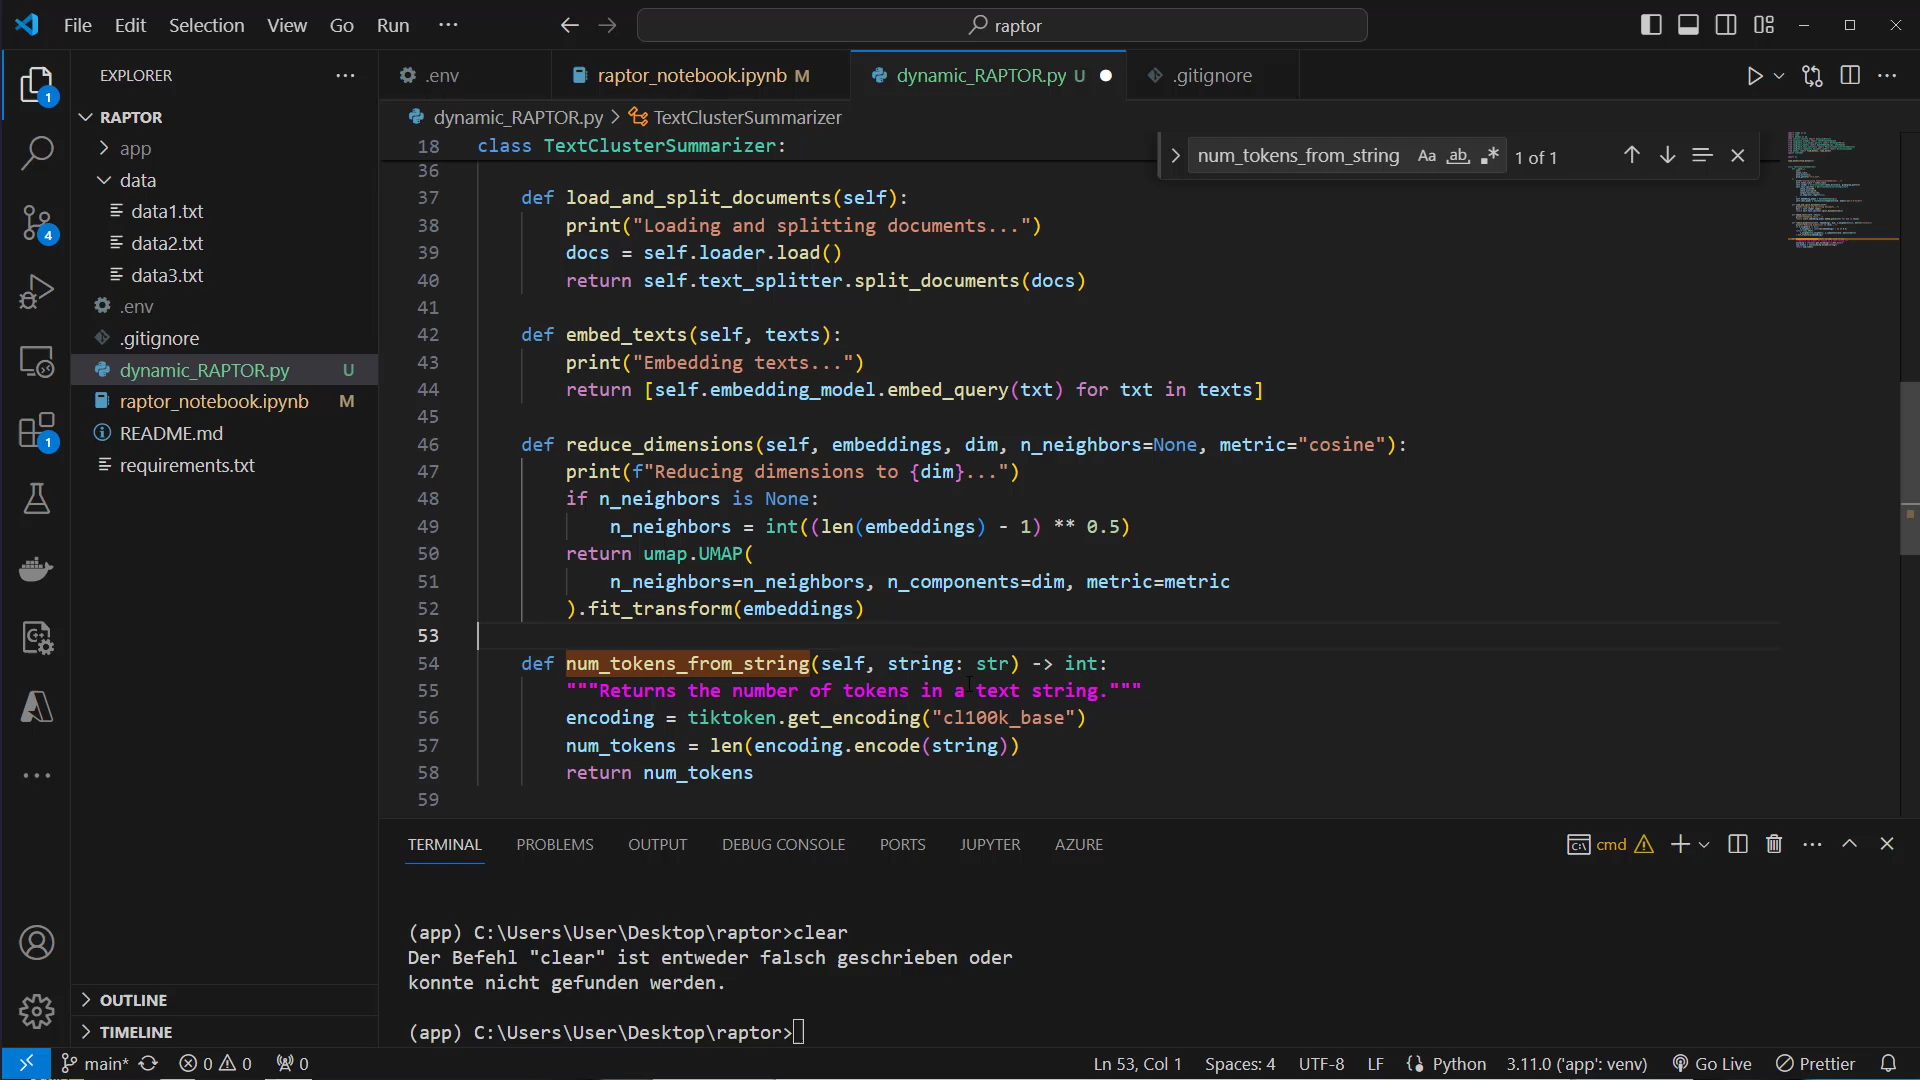 File Edit Selection View Go Run ···
raptor
EXPLORER ···
.env
raptor_notebook.ipynb M
dynamic_RAPTOR.py U
.gitignore
RAPTOR
app
data
data1.txt
data2.txt
data3.txt
.env
.gitignore
dynamic_RAPTOR.py U
raptor_notebook.ipynb M
README.md
requirements.txt
OUTLINE
TIMELINE
1
4
1
dynamic_RAPTOR.py > TextClusterSummarizer
num_tokens_from_string Aa ab 1 of 1
18 class TextClusterSummarizer:
36
37 def load_and_split_documents(self):
38 print("Loading and splitting documents...")
39 docs = self.loader.load()
40 return self.text_splitter.split_documents(docs)
41
42 def embed_texts(self, texts):
43 print("Embedding texts...")
44 return [self.embedding_model.embed_query(txt) for txt in texts]
45
46 def reduce_dimensions(self, embeddings, dim, n_neighbors=None, metric="cosine"):
47 print(f"Reducing dimensions to {dim}...")
48 if n_neighbors is None:
49 n_neighbors = int((len(embeddings) - 1) ** 0.5)
50 return umap.UMAP(
51 n_neighbors=n_neighbors, n_components=dim, metric=metric
52 ).fit_transform(embeddings)
53
54 def num_tokens_from_string(self, string: str) -> int:
55 """Returns the number of tokens in a text string."""
56 encoding = tiktoken.get_encoding("cl100k_base")
57 num_tokens = len(encoding.encode(string))
58 return num_tokens
59
TERMINAL PROBLEMS OUTPUT DEBUG CONSOLE PORTS JUPYTER AZURE
cmd
(app) C:\Users\User\Desktop\raptor>clear
Der Befehl "clear" ist entweder falsch geschrieben oder
konnte nicht gefunden werden.
(app) C:\Users\User\Desktop\raptor>
main* 0 0 0 Ln 53, Col 1 Spaces: 4 UTF-8 LF Python 3.11.0 ('app': venv) Go Live Prettier